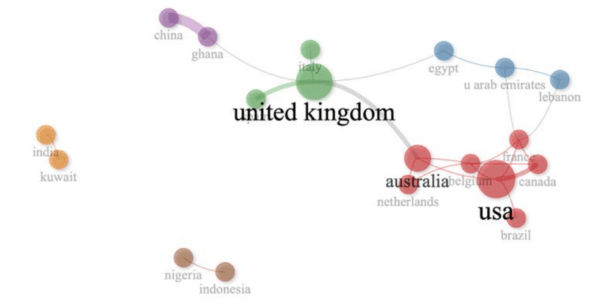 china
ghana
italy
egypt
u arab emirates
lebanon
united kingdom
india
kuwait
france
australia
belgium
canada
netherlands
usa
brazil
nigeria
indonesia